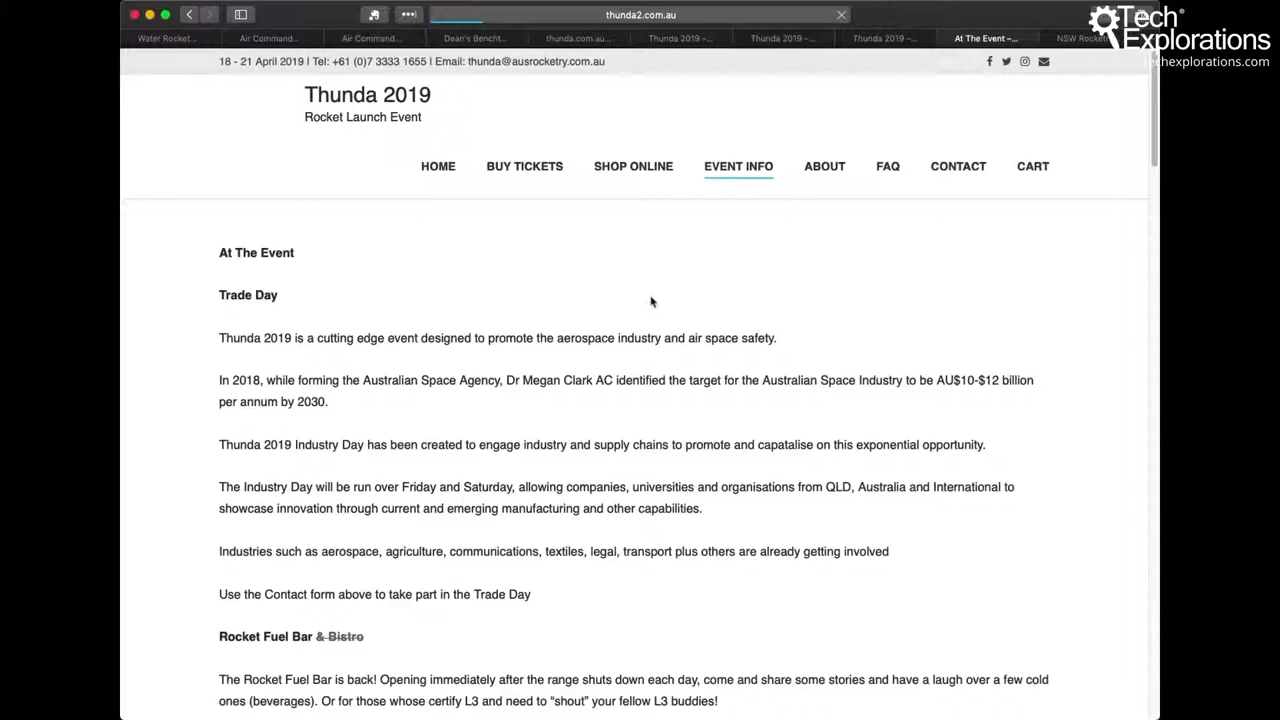 thunda2.com.au
Tech®
Explorations
techexplorations.com
Water Rocket...
Air Command...
Air Command...
Dean's Bencht...
thunda.com.au...
Thunda 2019 –...
Thunda 2019 –...
Thunda 2019 –...
At The Event –...
NSW Rocket
18 - 21 April 2019 | Tel: +61 (0)7 3333 1655 | Email: thunda@ausrocketry.com.au
Thunda 2019
Rocket Launch Event
HOME BUY TICKETS SHOP ONLINE EVENT INFO ABOUT FAQ CONTACT CART
At The Event
Trade Day
Thunda 2019 is a cutting edge event designed to promote the aerospace industry and air space safety.
In 2018, while forming the Australian Space Agency, Dr Megan Clark AC identified the target for the Australian Space Industry to be AU$10-$12 billion
per annum by 2030.
Thunda 2019 Industry Day has been created to engage industry and supply chains to promote and capatalise on this exponential opportunity.
The Industry Day will be run over Friday and Saturday, allowing companies, universities and organisations from QLD, Australia and International to
showcase innovation through current and emerging manufacturing and other capabilities.
Industries such as aerospace, agriculture, communications, textiles, legal, transport plus others are already getting involved
Use the Contact form above to take part in the Trade Day
Rocket Fuel Bar & Bistro
The Rocket Fuel Bar is back! Opening immediately after the range shuts down each day, come and share some stories and have a laugh over a few cold
ones (beverages). Or for those whose certify L3 and need to “shout” your fellow L3 buddies!